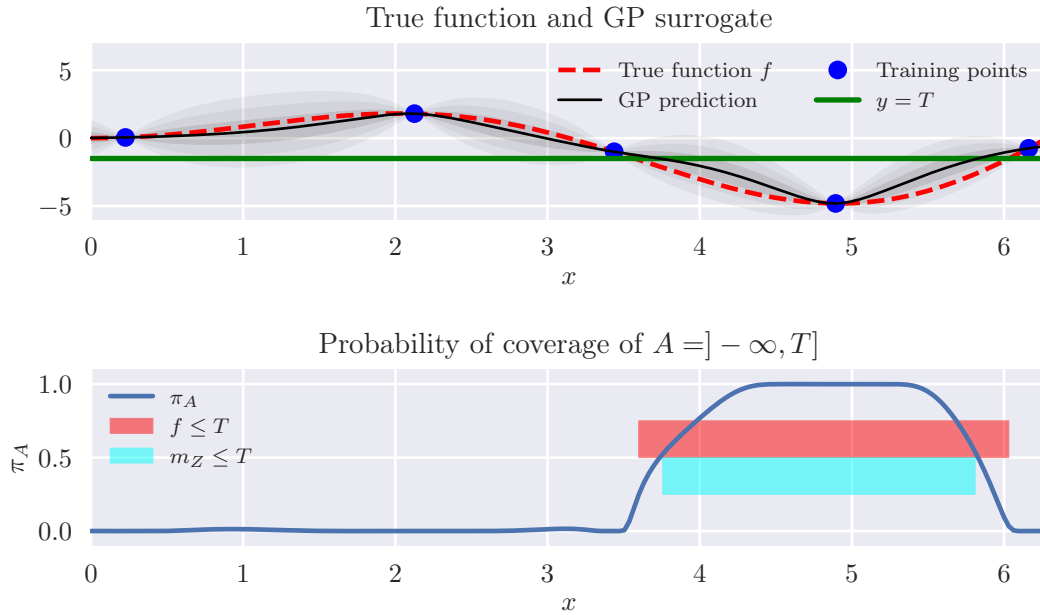 True function and GP surrogate
5
0
−5
True function f
GP prediction
Training points
y = T
0 1 2 3 4 5 6
x
Probability of coverage of A =] − ∞, T]
π_A
1.0
0.5
0.0
π_A
f ≤ T
m_Z ≤ T
0 1 2 3 4 5 6
x